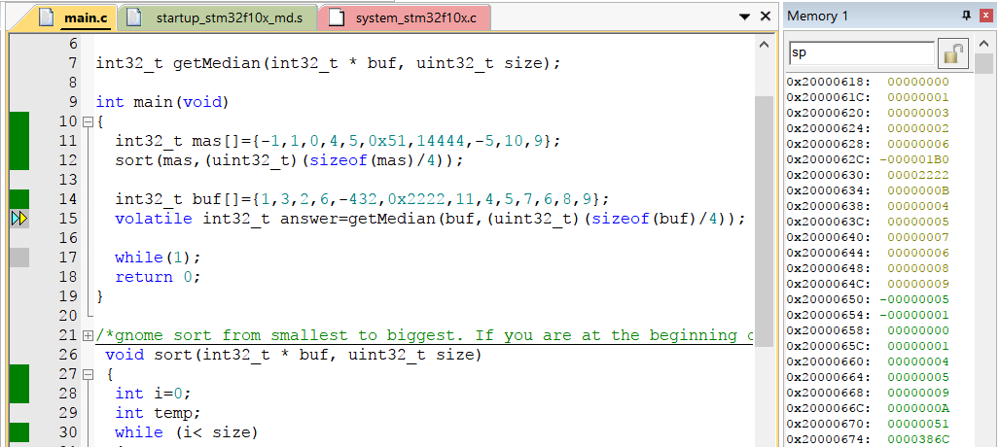 main.c startup_stm32f10x_md.s system_stm32f10x.c
6
7 int32_t getMedian(int32_t * buf, uint32_t size);
8
9 int main(void)
10 {
11 int32_t mas[]={-1,1,0,4,5,0x51,14444,-5,10,9};
12 sort(mas,(uint32_t)(sizeof(mas)/4));
13
14 int32_t buf[]={1,3,2,6,-432,0x2222,11,4,5,7,6,8,9};
15 volatile int32_t answer=getMedian(buf,(uint32_t)(sizeof(buf)/4));
16
17 while(1);
18 return 0;
19 }
20
21 /*gnome sort from smallest to biggest. If you are at the beginning
26 void sort(int32_t * buf, uint32_t size)
27 {
28 int i=0;
29 int temp;
30 while (i< size)
Memory 1
sp
0x20000618: 00000000
0x2000061C: 00000001
0x20000620: 00000003
0x20000624: 00000002
0x20000628: 00000006
0x2000062C: -000001B0
0x20000630: 00002222
0x20000634: 0000000B
0x20000638: 00000004
0x2000063C: 00000005
0x20000640: 00000007
0x20000644: 00000006
0x20000648: 00000008
0x2000064C: 00000009
0x20000650: -00000005
0x20000654: -00000001
0x20000658: 00000000
0x2000065C: 00000001
0x20000660: 00000004
0x20000664: 00000005
0x20000668: 00000009
0x2000066C: 0000000A
0x20000670: 00000051
0x20000674: 0000386C